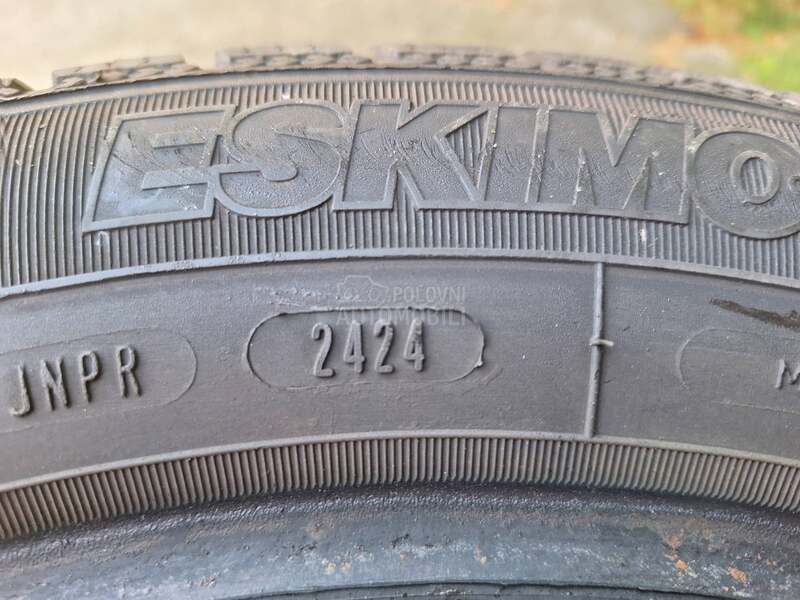 ESKIMO
POLOVNI
AUTOMOBILI
JNPR 2424 M